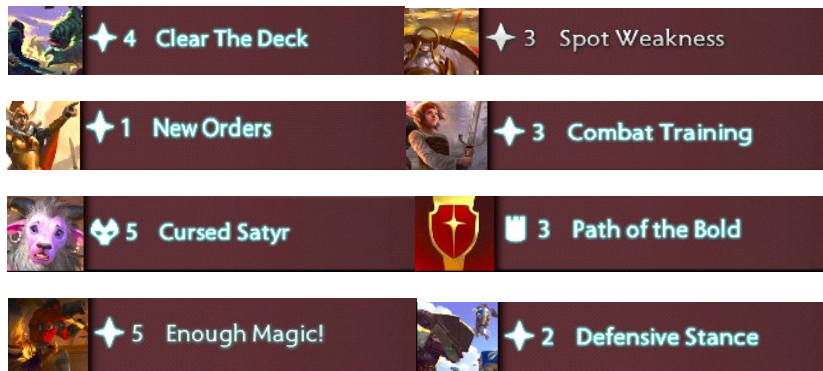 4 Clear The Deck
3 Spot Weakness
1 New Orders
3 Combat Training
5 Cursed Satyr
3 Path of the Bold
5 Enough Magic!
2 Defensive Stance